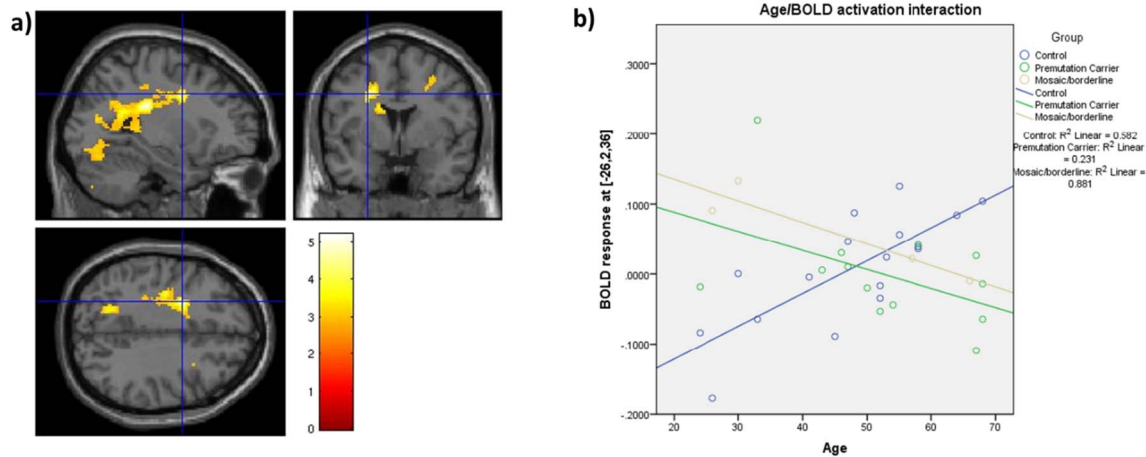 a)
5
4
3
2
1
0
b)
Age/BOLD activation interaction
BOLD response at [-26,2,36]
.3000
.2000
.1000
.0000
-.1000
-.2000
20 30 40 50 60 70
Age
Group
Control
Premutation Carrier
Mosaic/borderline
Control
Premutation Carrier
Mosaic/borderline
Control: R² Linear = 0.582
Premutation Carrier: R² Linear
= 0.231
Mosaic/borderline: R² Linear =
0.881